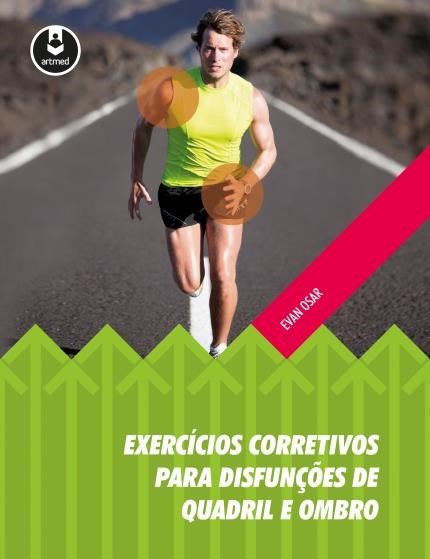 artmed
EVAN OSAR
EXERCÍCIOS CORRETIVOS
PARA DISFUNÇÕES DE
QUADRIL E OMBRO